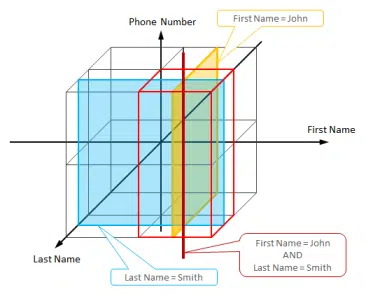 Phone Number
First Name = John
First Name
Last Name
Last Name = Smith
First Name = John
AND
Last Name = Smith